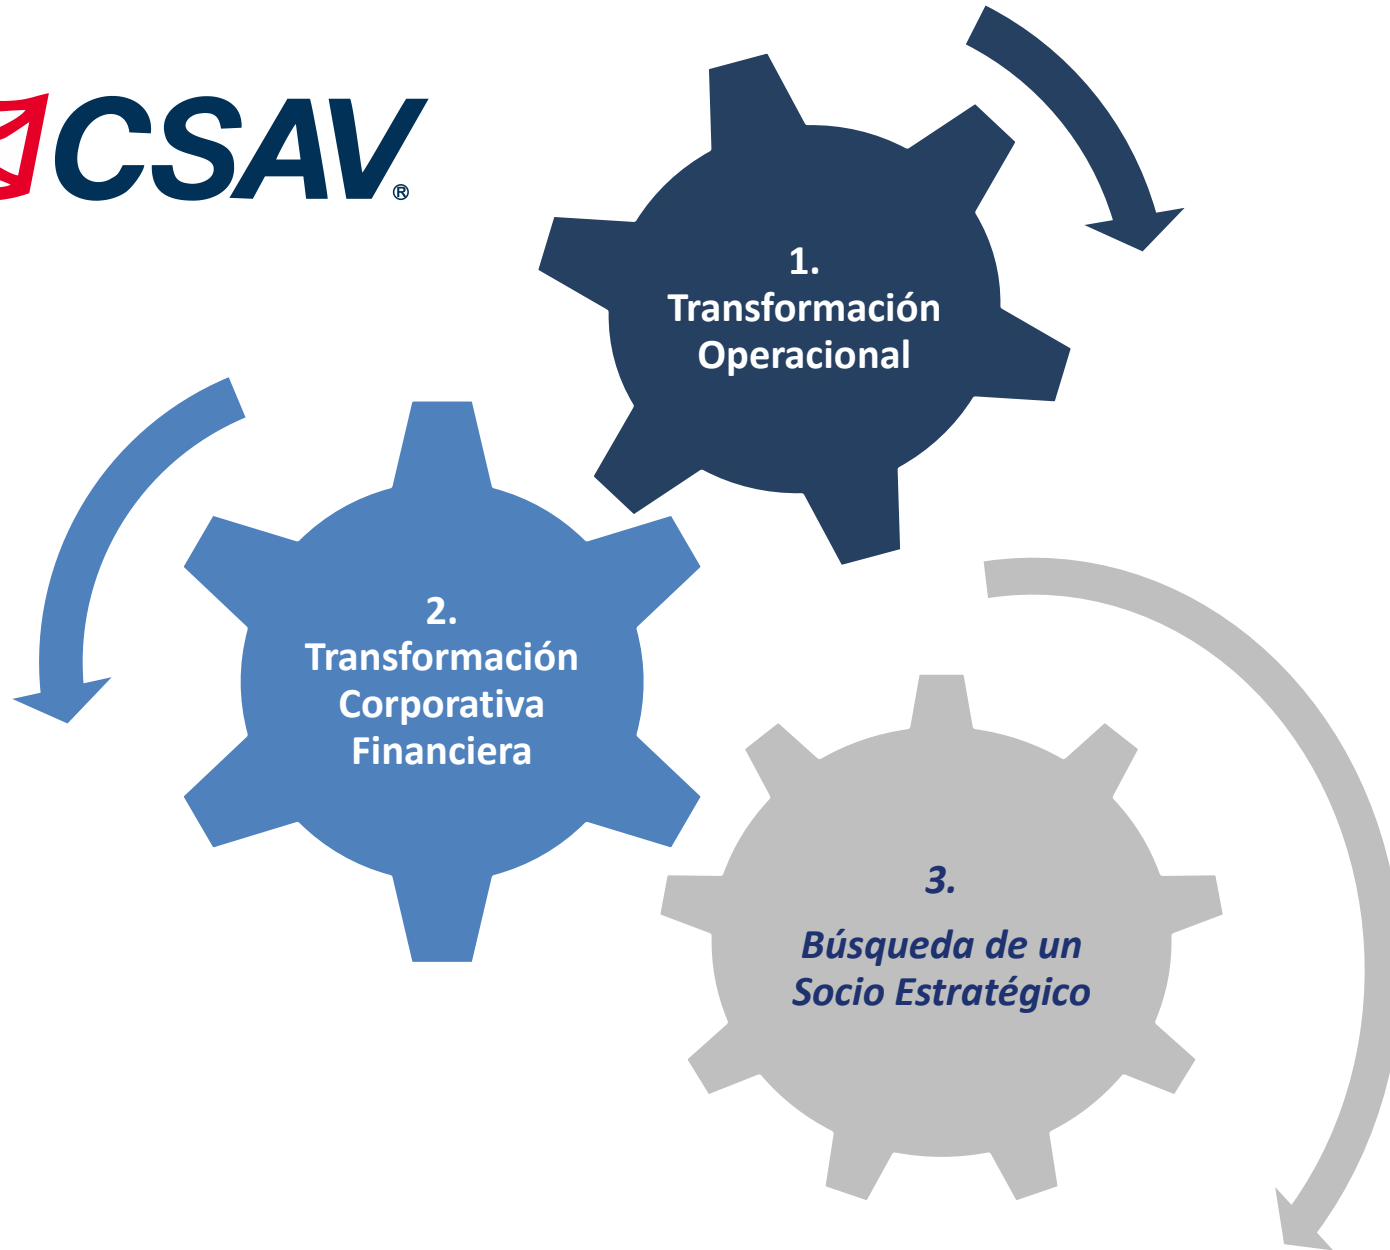 CSAV®
1.
Transformación
Operacional
2.
Transformación
Corporativa
Financiera
3.
Búsqueda de un
Socio Estratégico